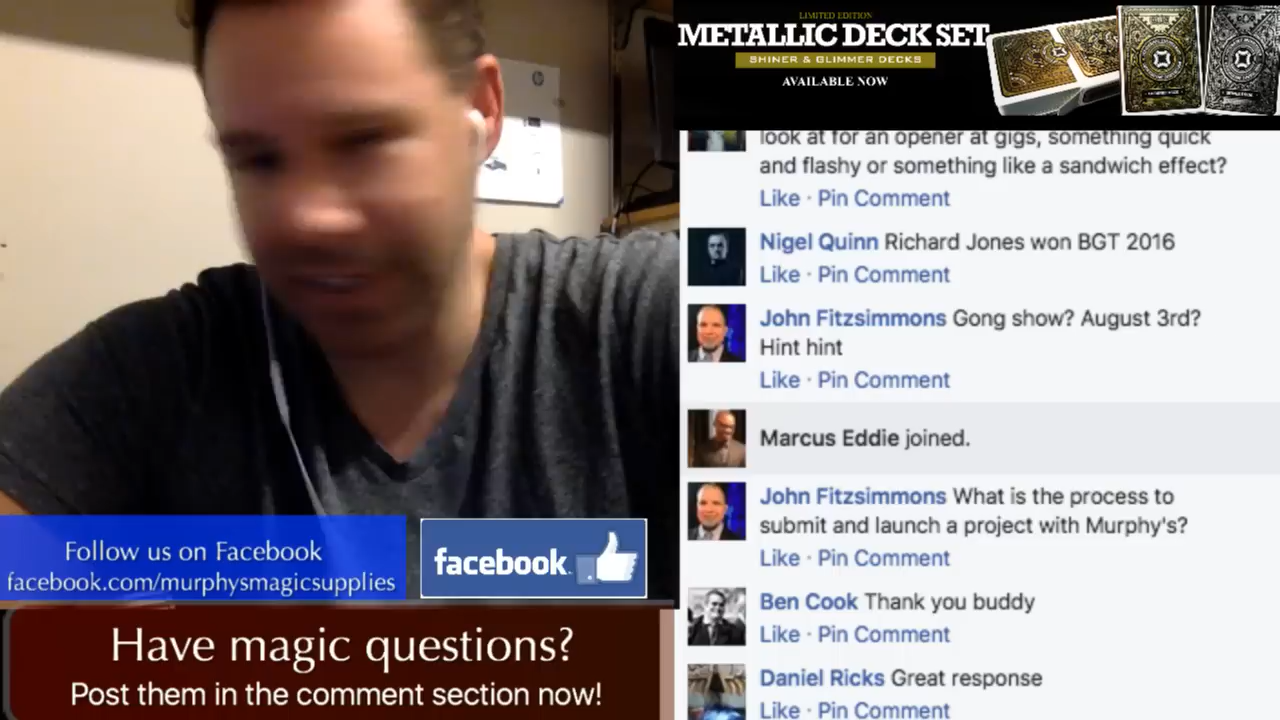 LIMITED EDITION
METALLIC DECK SET
SHINER & GLIMMER DECKS
AVAILABLE NOW
look at for an opener at gigs, something quick
and flashy or something like a sandwich effect?
Like · Pin Comment
Nigel Quinn Richard Jones won BGT 2016
Like · Pin Comment
John Fitzsimmons Gong show? August 3rd?
Hint hint
Like · Pin Comment
Marcus Eddie joined.
John Fitzsimmons What is the process to
submit and launch a project with Murphy's?
Like · Pin Comment
Ben Cook Thank you buddy
Like · Pin Comment
Daniel Ricks Great response
Like · Pin Comment
Follow us on Facebook
facebook.com/murphysmagicsupplies
facebook
Have magic questions?
Post them in the comment section now!